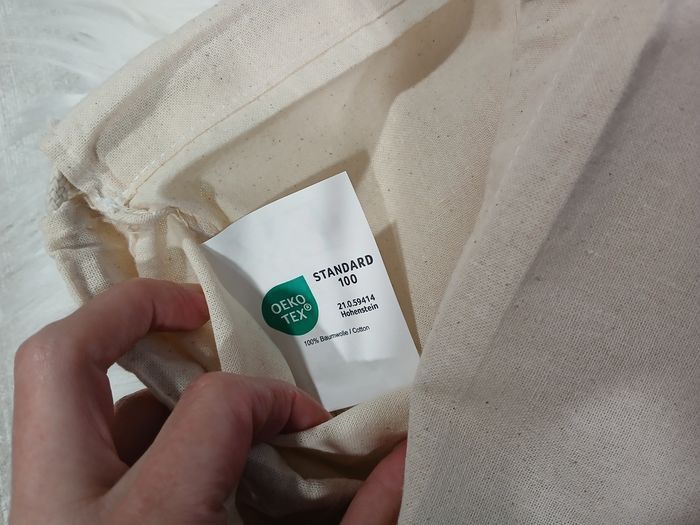 OEKO
TEX®
STANDARD
100
21.0.59414
Hohenstein
100% Baumwolle / Cotton